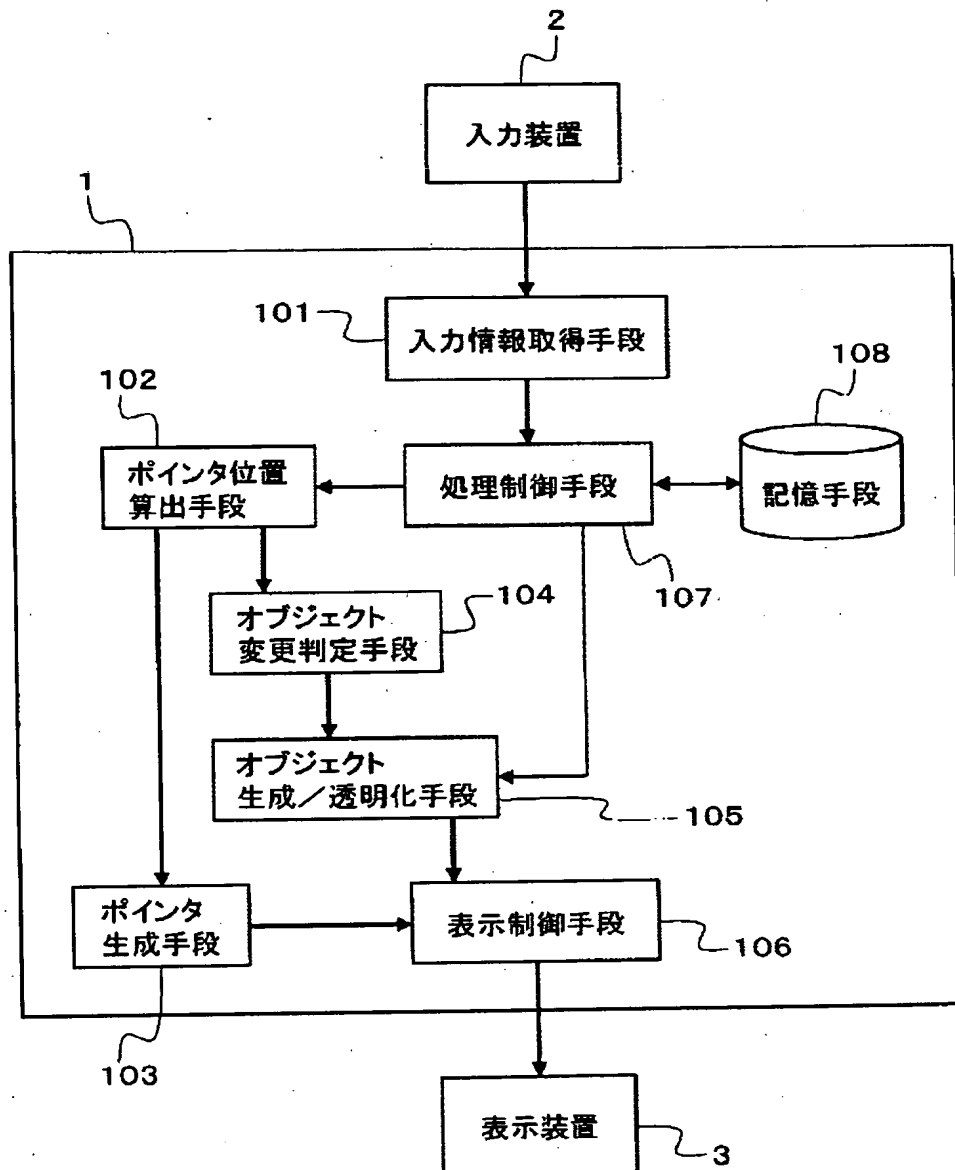 2
入力装置
1
101
入力情報取得手段
102
108
ポインタ位置
算出手段
処理制御手段
記憶手段
107
104
オブジェクト
変更判定手段
オブジェクト
生成／透明化手段
105
ポインタ
生成手段
表示制御手段
106
103
表示装置
3